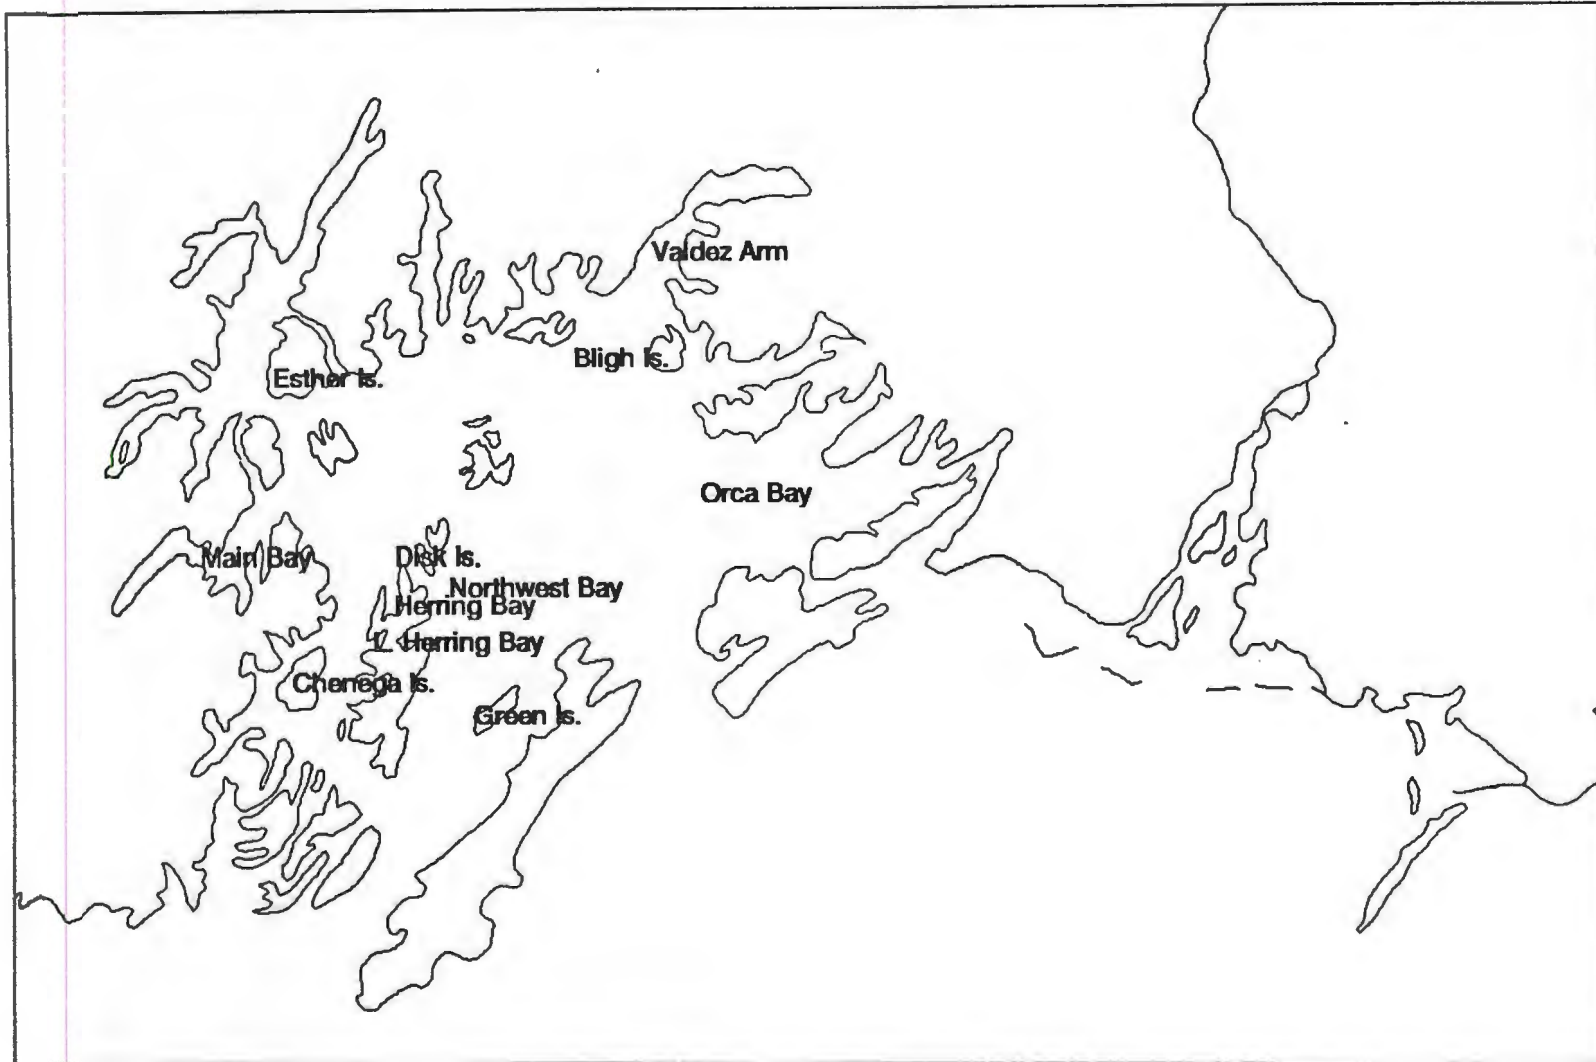 Valdez Arm
Bligh Is.
Esther Is.
Orca Bay
Main Bay
Disk Is.
Northwest Bay
Herring Bay
L. Herring Bay
Chenega Is.
Green Is.